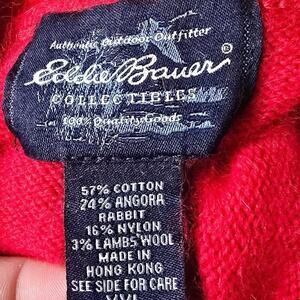 Authentic Outdoor Outfitter
Eddie Bauer®
COLLECTIBLES
100% Quality Goods
57% COTTON
24% ANGORA
RABBIT
16% NYLON
3% LAMBS WOOL
MADE IN
HONG KONG
SEE SIDE FOR CARE